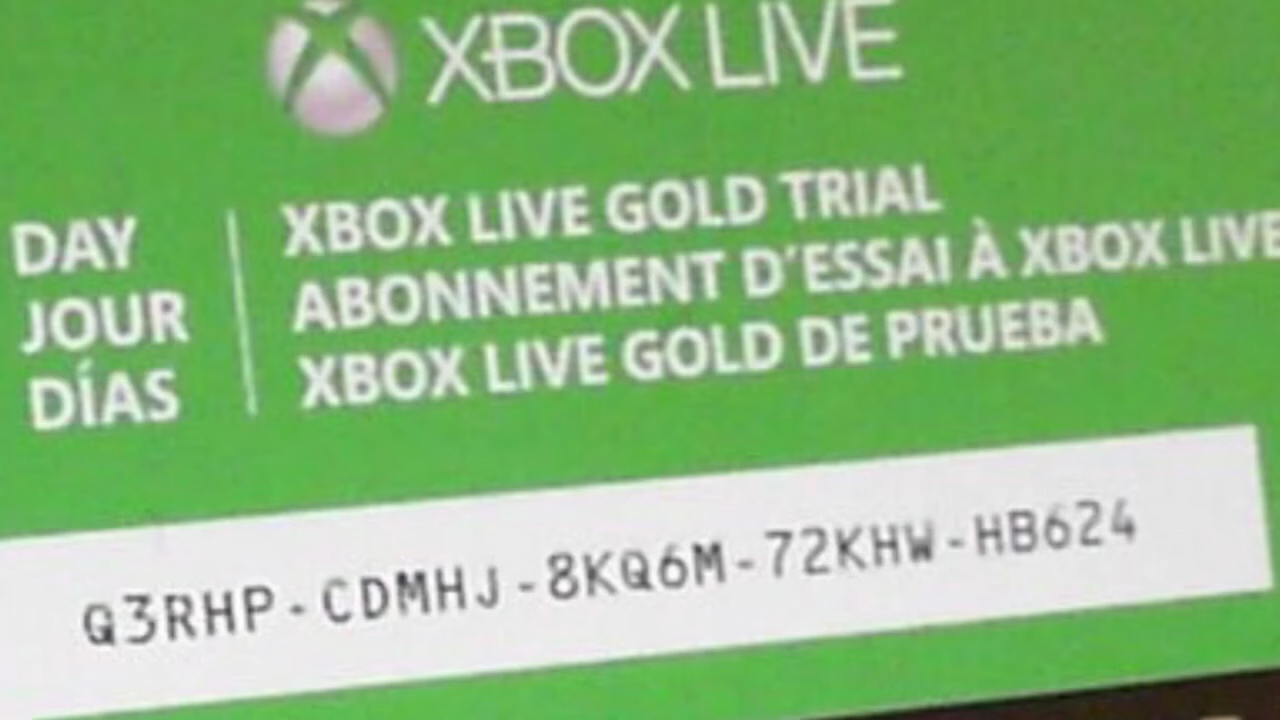 XBOX LIVE
DAY
JOUR
DÍAS
XBOX LIVE GOLD TRIAL
ABONNEMENT D'ESSAI À XBOX LIVE
XBOX LIVE GOLD DE PRUEBA
Q3RHP-CDMHJ-8KQ6M-72KHW-HB624